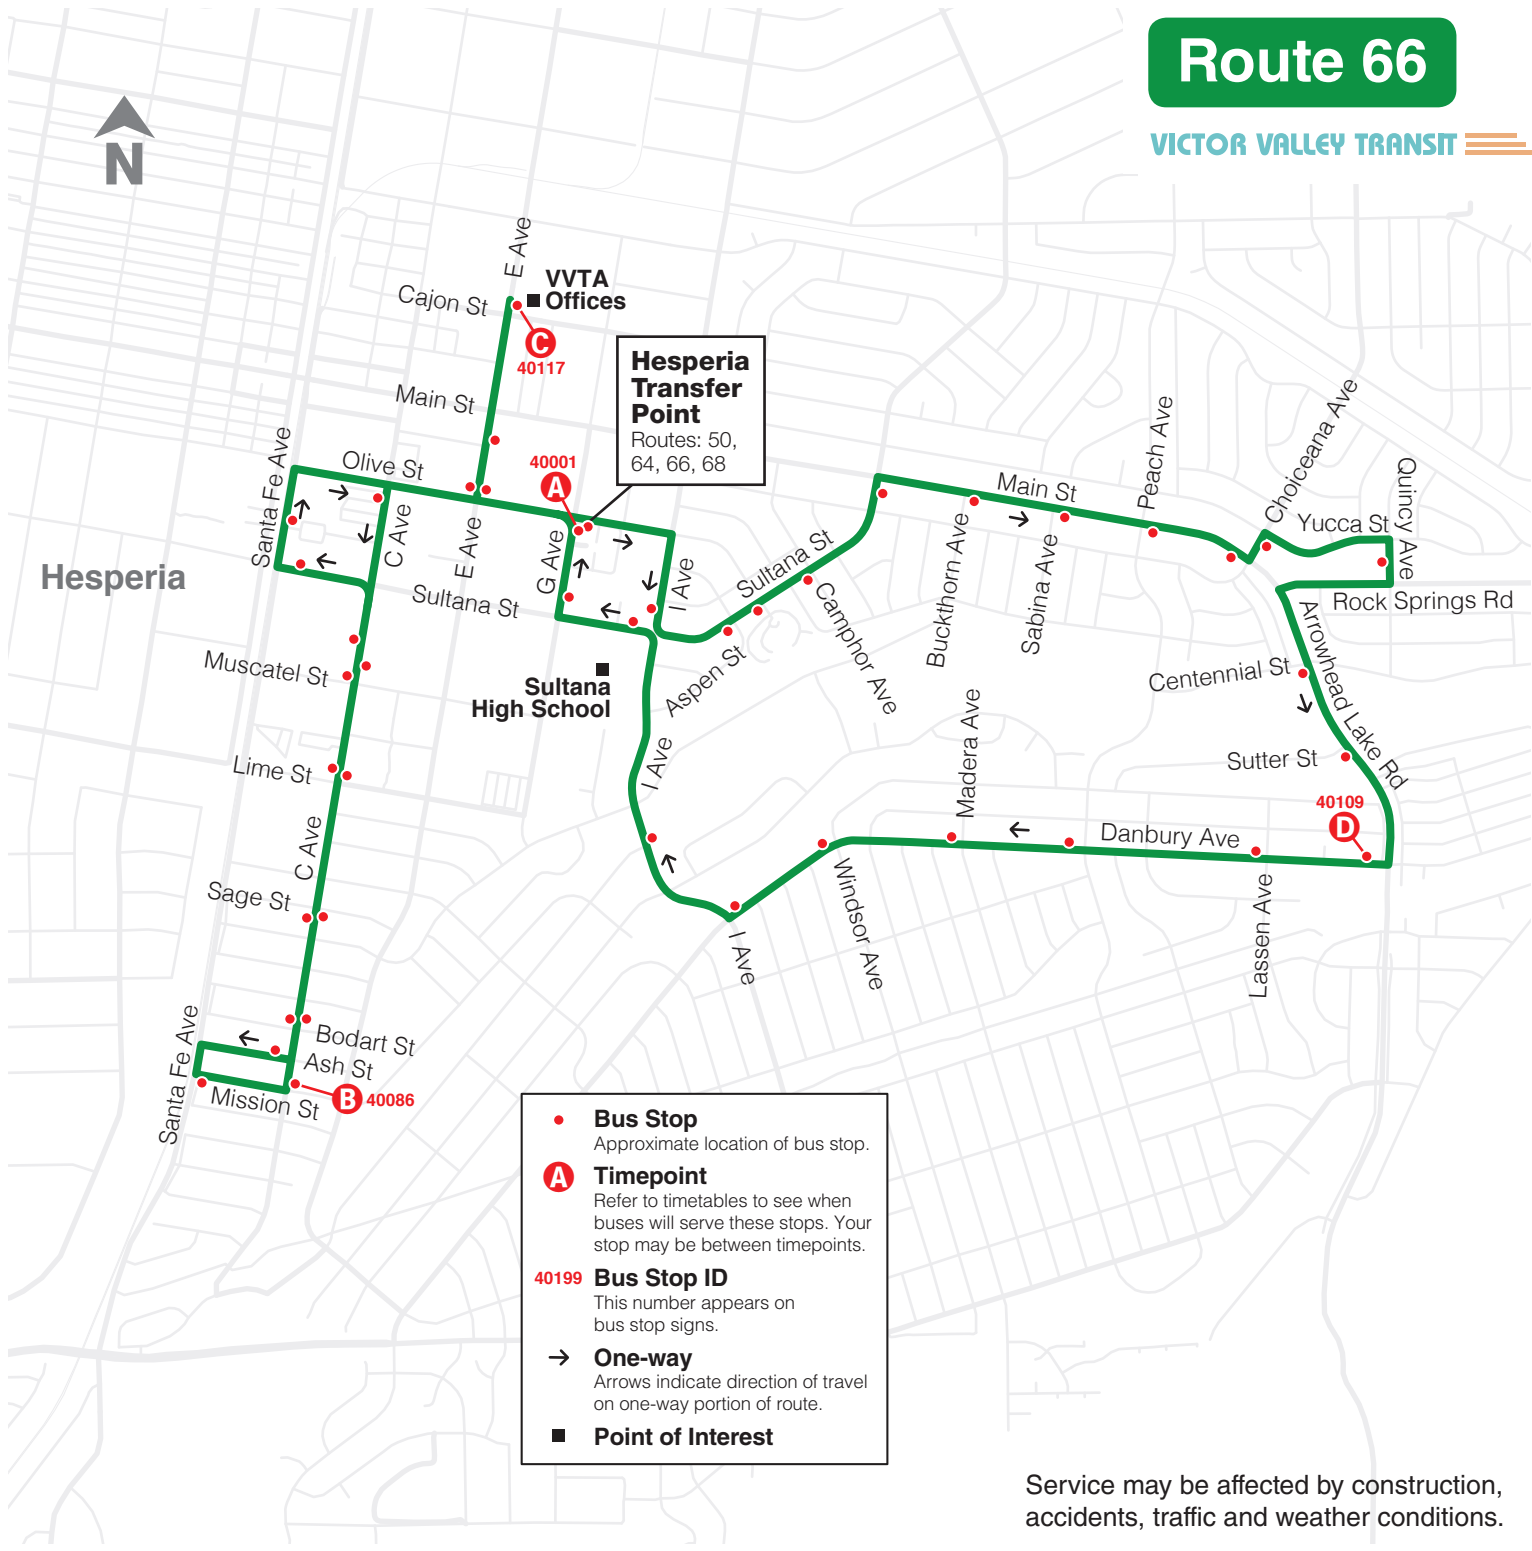 Route 66
VICTOR VALLEY TRANSIT
N
E Ave
VVTA
Offices
Cajon St
C
40117
Hesperia
Transfer
Point
Routes: 50,
64, 66, 68
Main St
Santa Fe Ave
Olive St
40001
A
C Ave
E Ave
G Ave
I Ave
Sultana St
Hesperia
Sultana St
Main St
Peach Ave
Choiceana Ave
Quincy Ave
Yucca St
Rock Springs Rd
Buckthorn Ave
Sabina Ave
Camphor Ave
Aspen St
Arrowhead Lake Rd
Centennial St
Sutter St
Muscatel St
Sultana
High School
I Ave
Lime St
Madera Ave
40109
D
Danbury Ave
C Ave
Windsor Ave
Lassen Ave
Sage St
I Ave
Santa Fe Ave
Bodart St
Ash St
Mission St
B
40086
Bus Stop
Approximate location of bus stop.
A
Timepoint
Refer to timetables to see when
buses will serve these stops. Your
stop may be between timepoints.
40199
Bus Stop ID
This number appears on
bus stop signs.
One-way
Arrows indicate direction of travel
on one-way portion of route.
Point of Interest
Service may be affected by construction,
accidents, traffic and weather conditions.